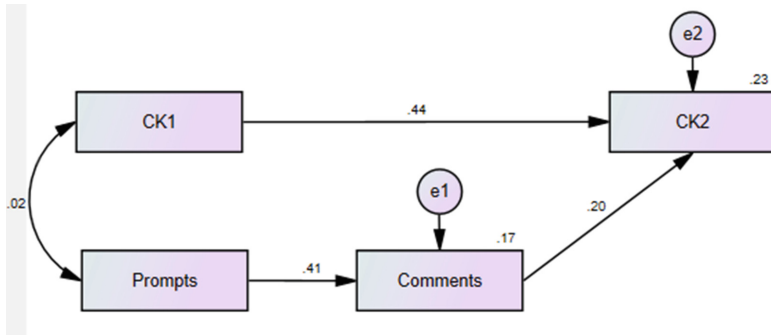 e2
.23
CK1
.44
CK2
e1
.02
.20
.17
Prompts
.41
Comments